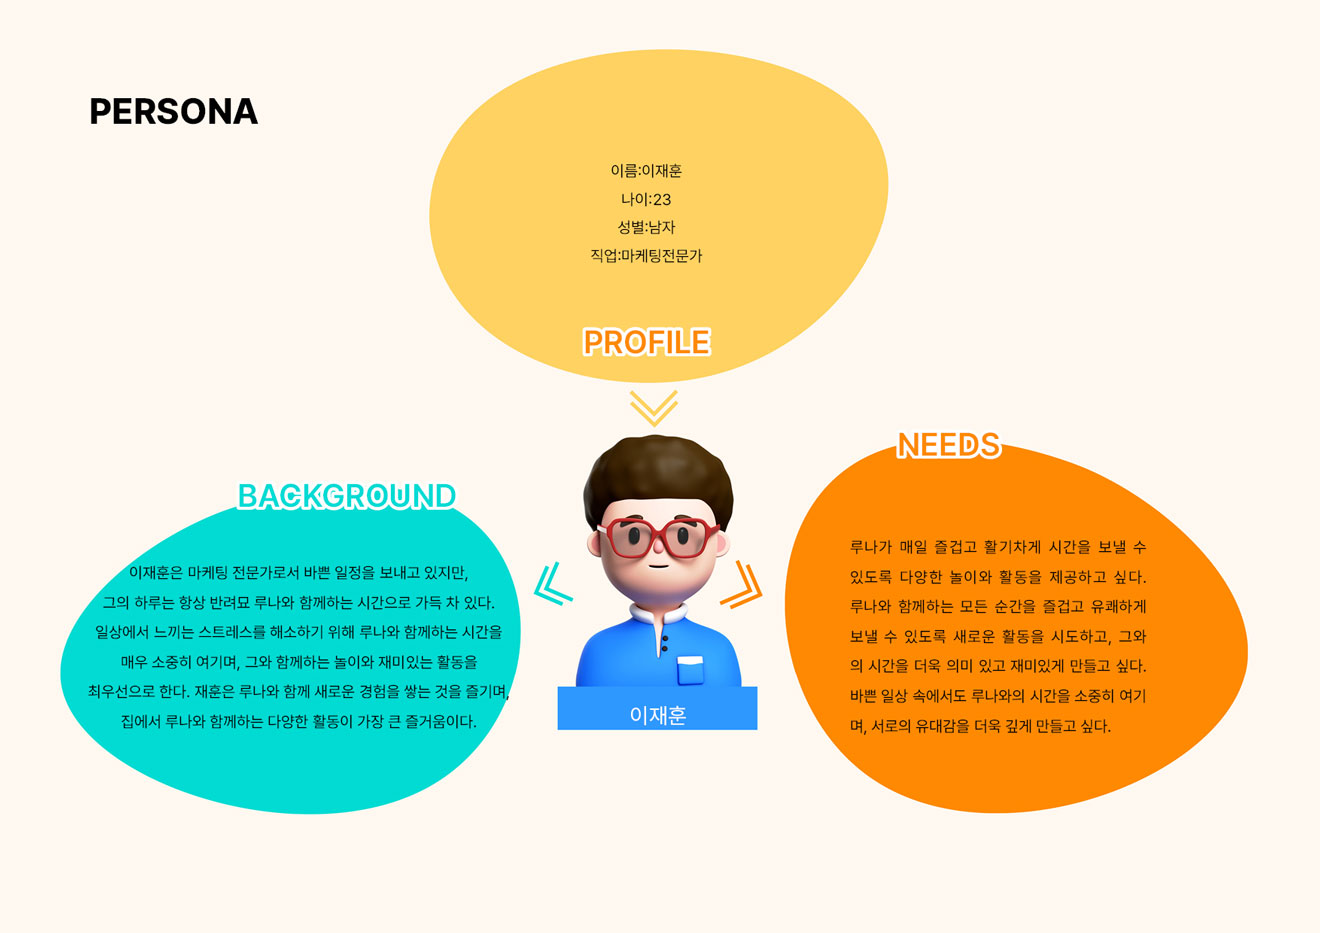 PERSONA
이름:이재훈
나이:23
성별:남자
직업:마케팅전문가
PROFILE
BACKGROUND
이재훈은 마케팅 전문가로서 바쁜 일정을 보내고 있지만,
그의 하루는 항상 반려묘 루나와 함께하는 시간으로 가득 차 있다.
일상에서 느끼는 스트레스를 해소하기 위해 루나와 함께하는 시간을
매우 소중히 여기며, 그와 함께하는 놀이와 재미있는 활동을
최우선으로 한다. 재훈은 루나와 함께 새로운 경험을 쌓는 것을 즐기며,
집에서 루나와 함께하는 다양한 활동이 가장 큰 즐거움이다.
이재훈
NEEDS
루나가 매일 즐겁고 활기차게 시간을 보낼 수
있도록 다양한 놀이와 활동을 제공하고 싶다.
루나와 함께하는 모든 순간을 즐겁고 유쾌하게
보낼 수 있도록 새로운 활동을 시도하고, 그와
의 시간을 더욱 의미 있고 재미있게 만들고 싶다.
바쁜 일상 속에서도 루나와의 시간을 소중히 여기
며, 서로의 유대감을 더욱 깊게 만들고 싶다.